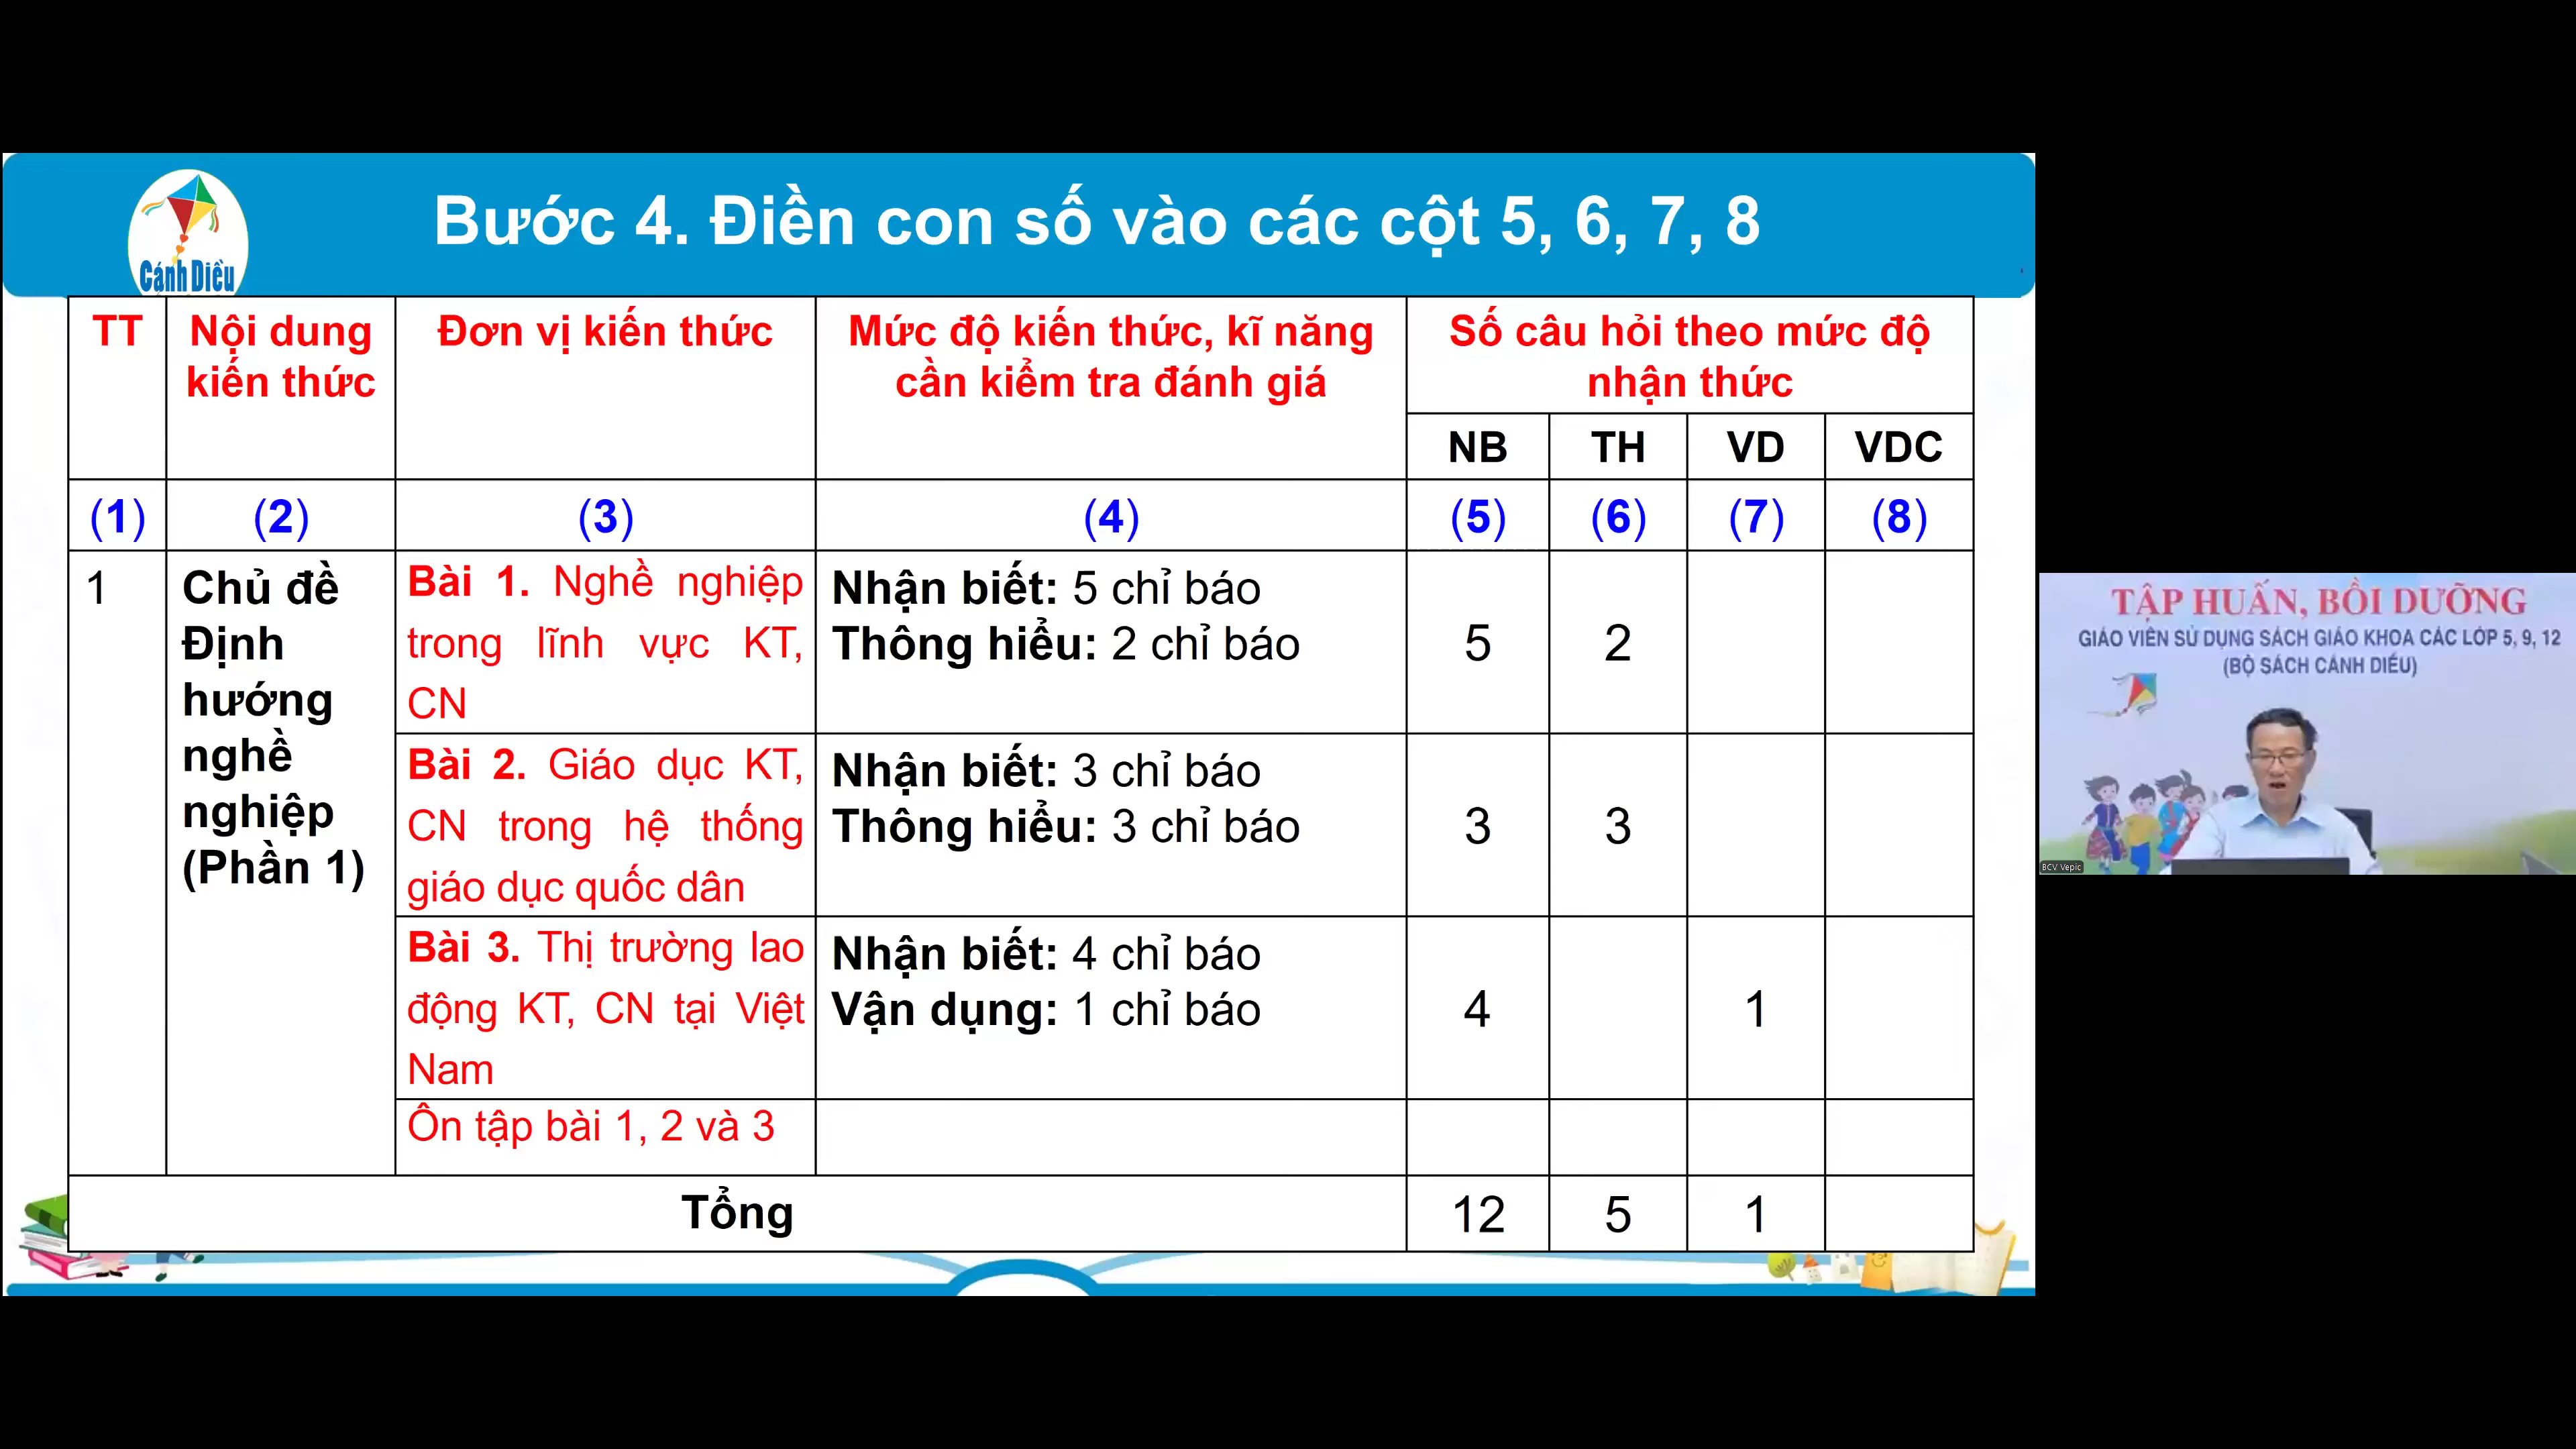 Cánh Diều
Bước 4. Điền con số vào các cột 5, 6, 7, 8
TT
Nội dung
kiến thức
Đơn vị kiến thức
Mức độ kiến thức, kĩ năng
cần kiểm tra đánh giá
Số câu hỏi theo mức độ
nhận thức
NB TH VD VDC
(1) (2) (3) (4) (5) (6) (7) (8)
1
Chủ đề
Định
hướng
nghề
nghiệp
(Phần 1)
Bài 1. Nghề nghiệp
trong lĩnh vực KT,
CN
Nhận biết: 5 chỉ báo
Thông hiểu: 2 chỉ báo
5 2
Bài 2. Giáo dục KT,
CN trong hệ thống
giáo dục quốc dân
Nhận biết: 3 chỉ báo
Thông hiểu: 3 chỉ báo
3 3
Bài 3. Thị trường lao
động KT, CN tại Việt
Nam
Nhận biết: 4 chỉ báo
Vận dụng: 1 chỉ báo
4 1
Ôn tập bài 1, 2 và 3
Tổng 12 5 1
TẬP HUẤN, BỒI DƯỠNG
GIÁO VIÊN SỬ DỤNG SÁCH GIÁO KHOA CÁC LỚP 5, 9, 12
(BỘ SÁCH CÁNH DIỀU)
BCV Vepic